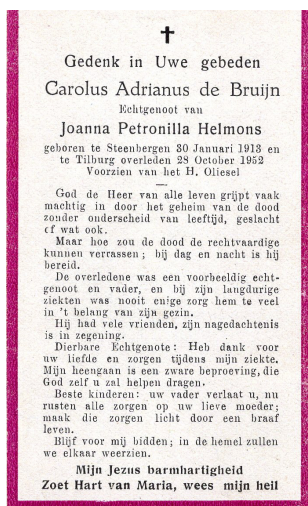 Gedenk in Uwe gebeden
Carolus Adrianus de Bruijn
Echtgenoot van
Joanna Petronilla Helmons
geboren te Steenbergen 30 Januari 1913 en
te Tilburg overleden 28 October 1952
Voorzien van het H. Oliesel
God de Heer van alle leven grijpt vaak
machtig in door het geheim van de dood
zonder onderscheid van leeftijd, geslacht
cf wat ook.
Maar hoe zou de dood de rechtvaardige
kunnen verrassen; bij dag en nacht is hij
bereid.
De overledene was een voorbeeldig echt-
genoot en vader, en bij zijn langdurige
ziekten was nooit enige zorg hem te veel
in 't belang van zijn gezin.
Hij had vele vrienden, zijn nagedachtenis
is in zegening.
Dierbare Echtgenote: Heb dank voor
uw liefde en zorgen tijdens mijn ziekte.
Mijn heengaan is een zware beproeving, die
God zelf u zal helpen dragen.
Beste kinderen: uw vader verlaat u, nu
rusten alle zorgen op uw lieve moeder;
maak die zorgen licht door een braaf
leven.
Blijf voor mij bidden; in de hemel zullen
we elkaar weerzien.
Mijn Jezus barmhartigheid
Zoet Hart van Maria, wees mijn heil